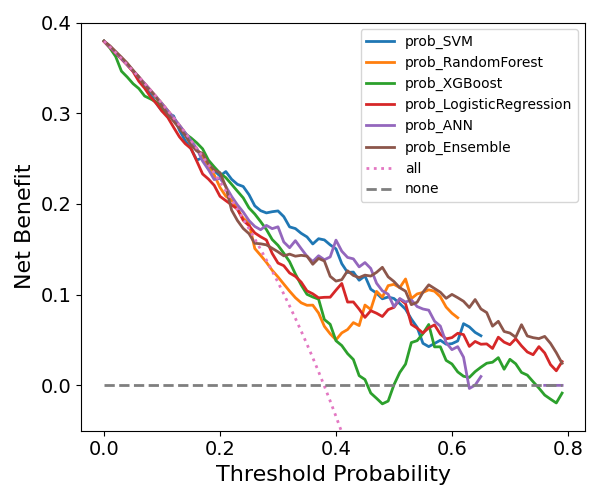 prob_SVM
prob_RandomForest
prob_XGBoost
prob_LogisticRegression
prob_ANN
prob_Ensemble
all
none
Net Benefit
0.4
0.3
0.2
0.1
0.0
0.0 0.2 0.4 0.6 0.8
Threshold Probability